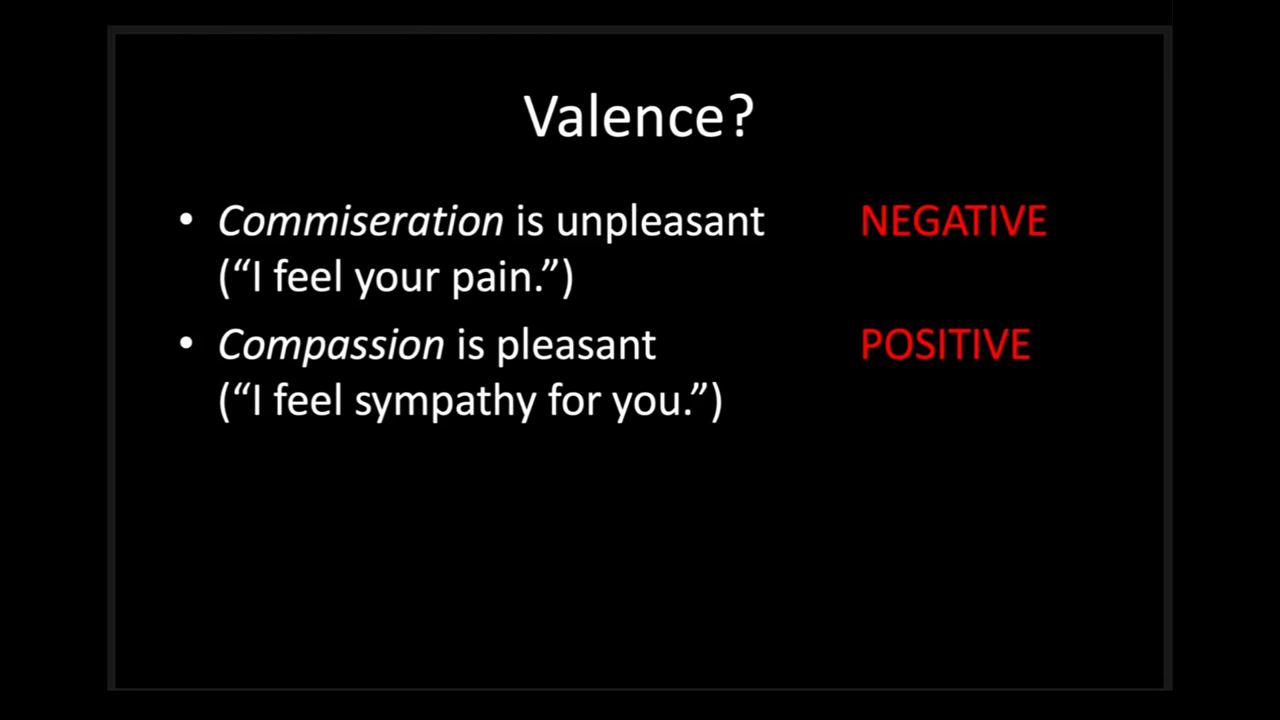 Valence?
• Commiseration is unpleasant NEGATIVE
(“I feel your pain.”)
• Compassion is pleasant POSITIVE
(“I feel sympathy for you.”)